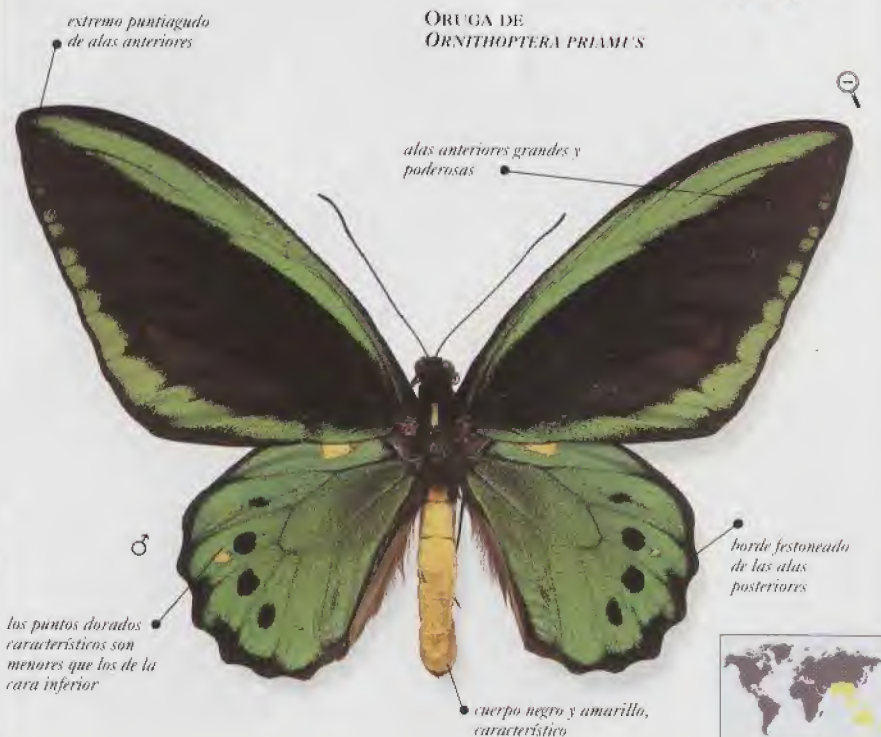 extremo puntiagudo
de alas anteriores
ORUGA DE
ORNITHOPTERA PRIAMUS
alas anteriores grandes y
poderosas
♂
borde festoneado
de las alas
posteriores
los puntos dorados
característicos son
menores que los de la
cara inferior
cuerpo negro y amarillo,
característico